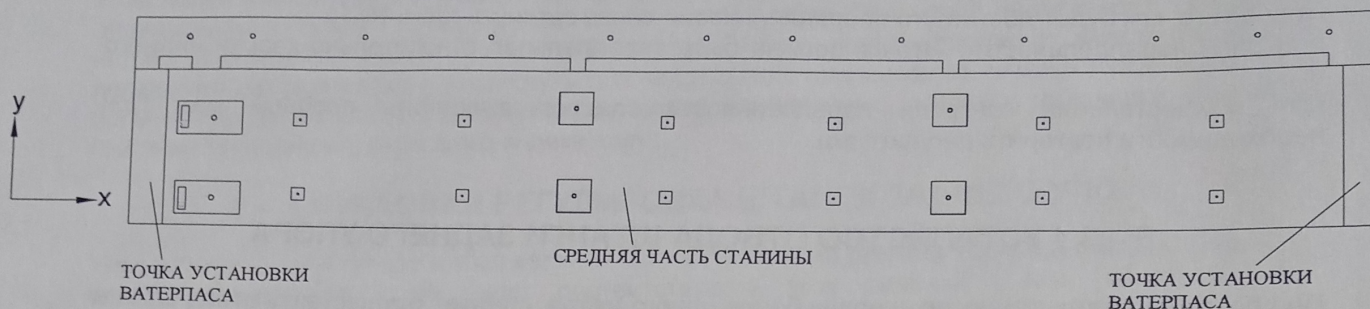 y
x
ТОЧКА УСТАНОВКИ
ВАТЕРПАСА
СРЕДНЯЯ ЧАСТЬ СТАНИНЫ
ТОЧКА УСТАНОВКИ
ВАТЕРПАСА